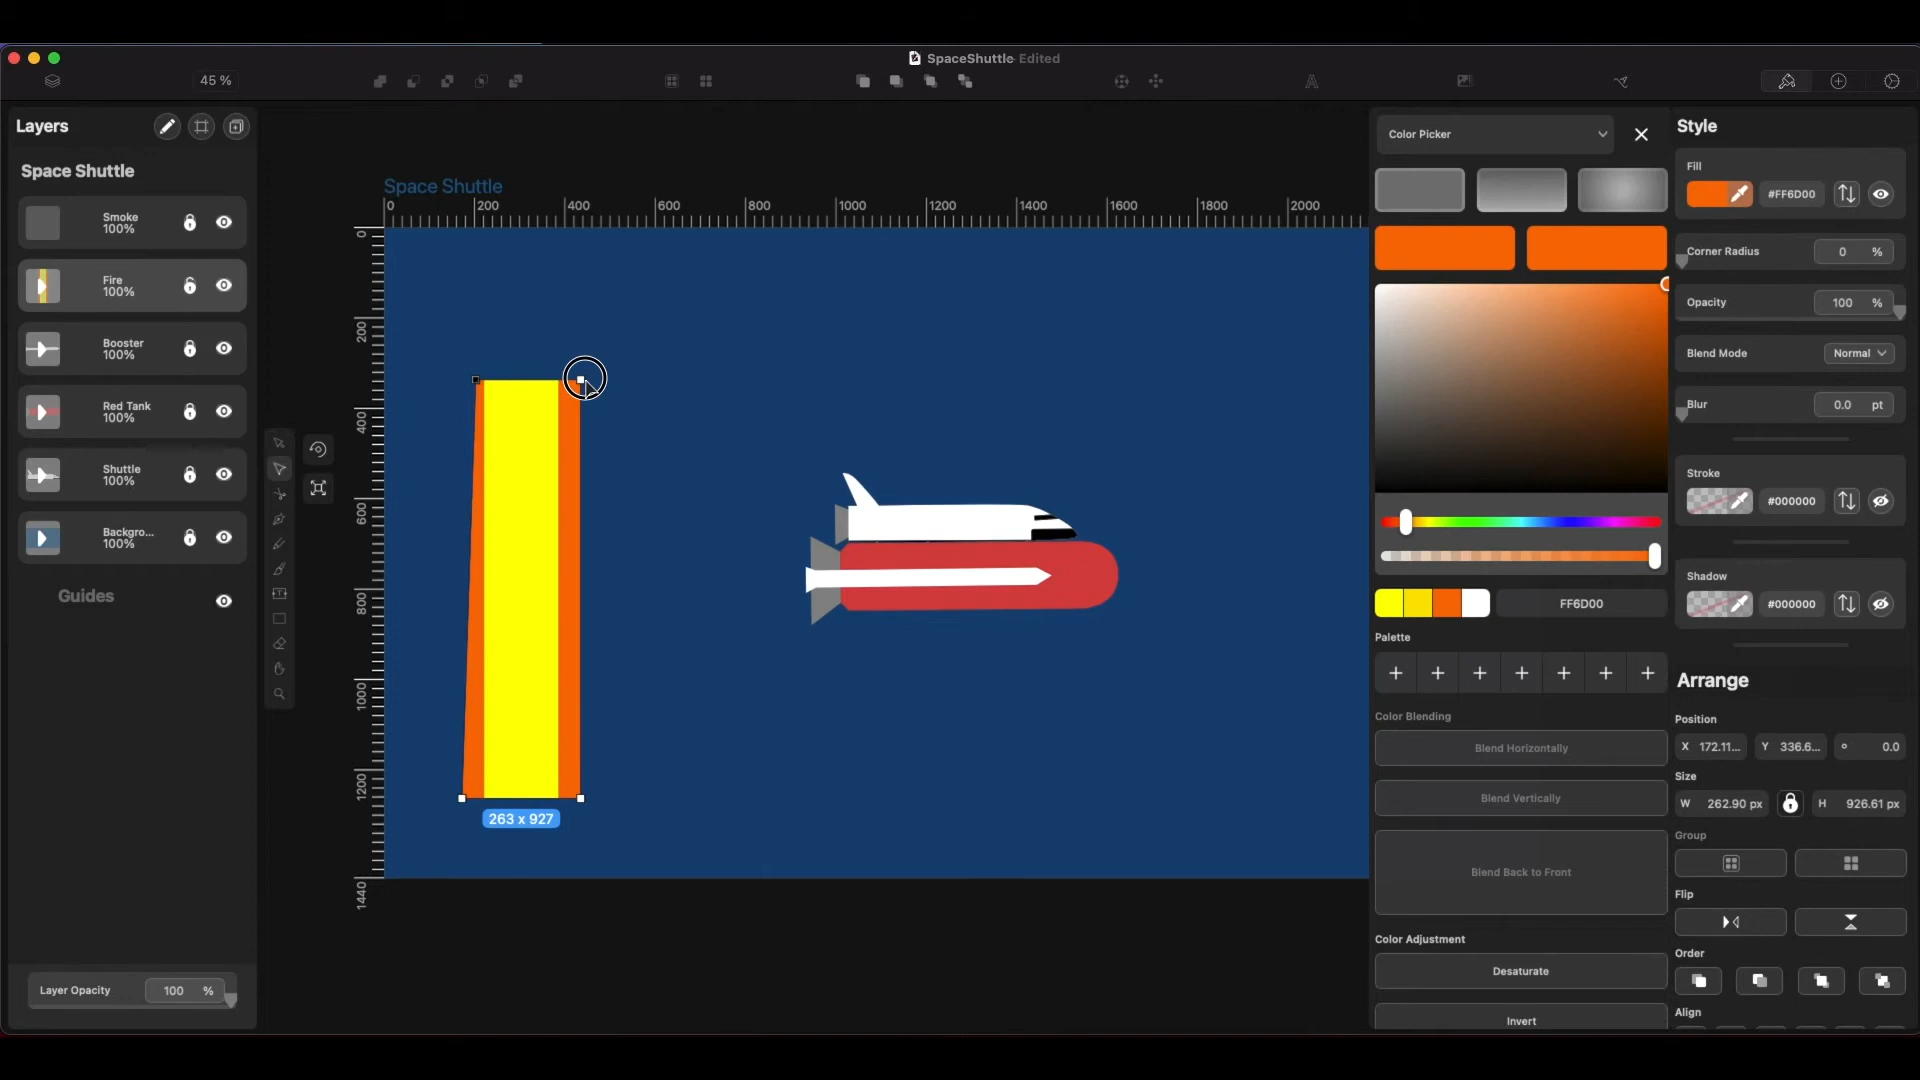 SpaceShuttle – Edited
45 %
Layers
Space Shuttle
Smoke
100%
Fire
100%
Booster
100%
Red Tank
100%
Shuttle
100%
Backgro...
100%
Guides
Layer Opacity 100 %
Space Shuttle
0 200 400 600 800 1000 1200 1400 1600 1800 2000
0
200
400
600
800
1000
1200
1440
263 x 927
Color Picker
FF6D00
Palette
Color Blending
Blend Horizontally
Blend Vertically
Blend Back to Front
Color Adjustment
Desaturate
Invert
Style
Fill
#FF6D00
Corner Radius 0 %
Opacity 100 %
Blend Mode Normal
Blur 0.0 pt
Stroke
#000000
Shadow
#000000
Arrange
Position
X 172.11... Y 336.6... ° 0.0
Size
W 262.90 px H 926.61 px
Group
Flip
Order
Align